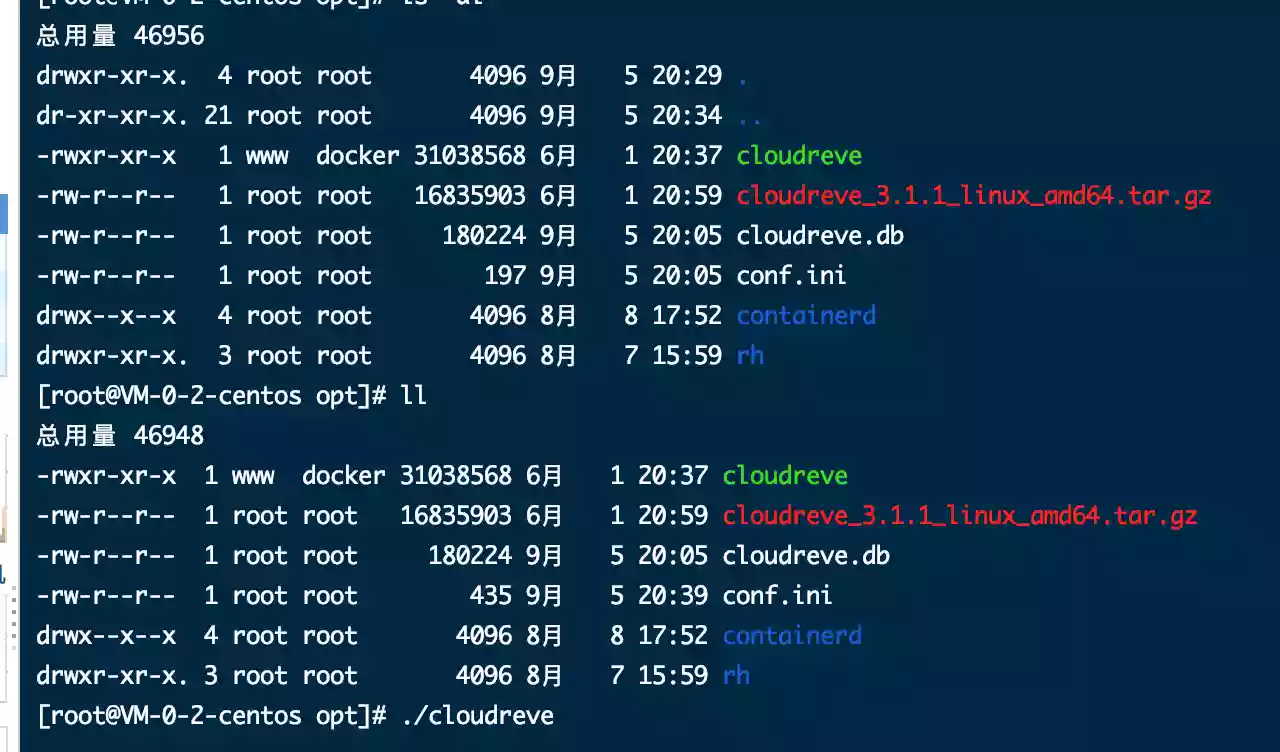 [root@VM-0-2-centos opt]# ls -al
总用量 46956
drwxr-xr-x.  4 root root       4096 9月   5 20:29 .
dr-xr-xr-x. 21 root root       4096 9月   5 20:34 ..
-rwxr-xr-x   1 www  docker 31038568 6月   1 20:37 cloudreve
-rw-r--r--   1 root root   16835903 6月   1 20:59 cloudreve_3.1.1_linux_amd64.tar.gz
-rw-r--r--   1 root root     180224 9月   5 20:05 cloudreve.db
-rw-r--r--   1 root root        197 9月   5 20:05 conf.ini
drwx--x--x   4 root root       4096 8月   8 17:52 containerd
drwxr-xr-x.  3 root root       4096 8月   7 15:59 rh
[root@VM-0-2-centos opt]# ll
总用量 46948
-rwxr-xr-x  1 www  docker 31038568 6月   1 20:37 cloudreve
-rw-r--r--  1 root root   16835903 6月   1 20:59 cloudreve_3.1.1_linux_amd64.tar.gz
-rw-r--r--  1 root root     180224 9月   5 20:05 cloudreve.db
-rw-r--r--  1 root root        435 9月   5 20:39 conf.ini
drwx--x--x  4 root root       4096 8月   8 17:52 containerd
drwxr-xr-x. 3 root root       4096 8月   7 15:59 rh
[root@VM-0-2-centos opt]# ./cloudreve